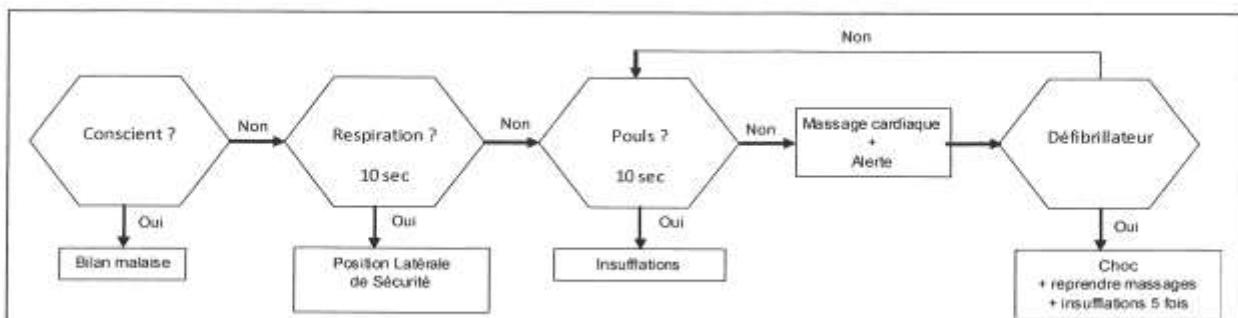 Non
Conscient ?
Non
Respiration ?
10 sec
Non
Pouls ?
10 sec
Non
Massage cardiaque
+
Alerte
Défibrillateur
Oui
Oui
Oui
Oui
Bilan malaise
Position Latérale
de Sécurité
Insufflations
Choc
+ reprendre massages
+ insufflations 5 fois